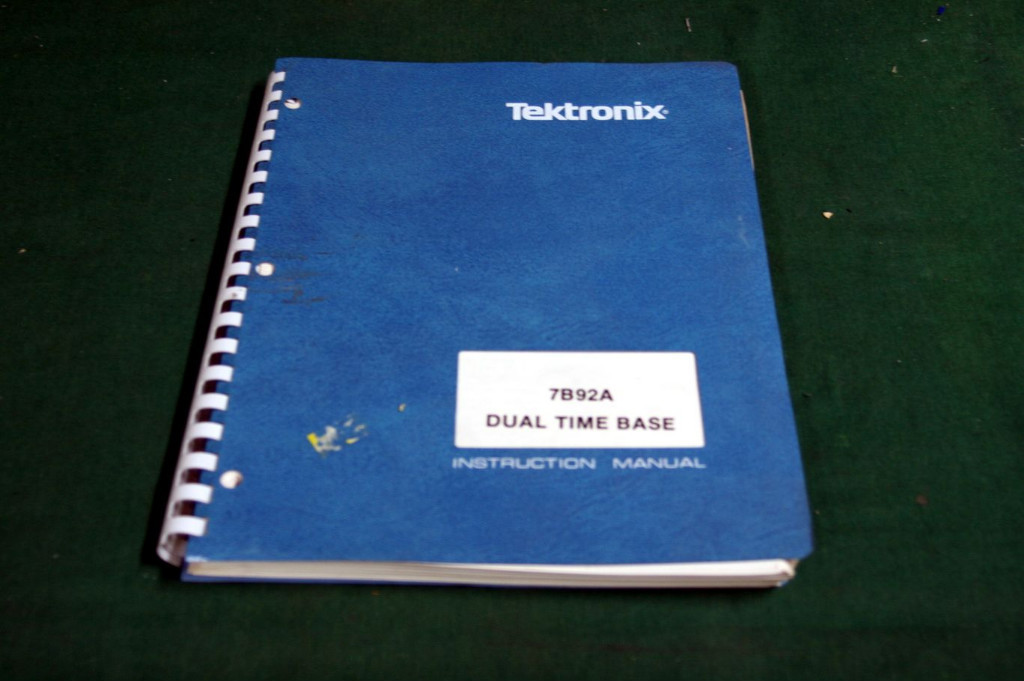 Tektronix®
7B92A
DUAL TIME BASE
INSTRUCTION MANUAL